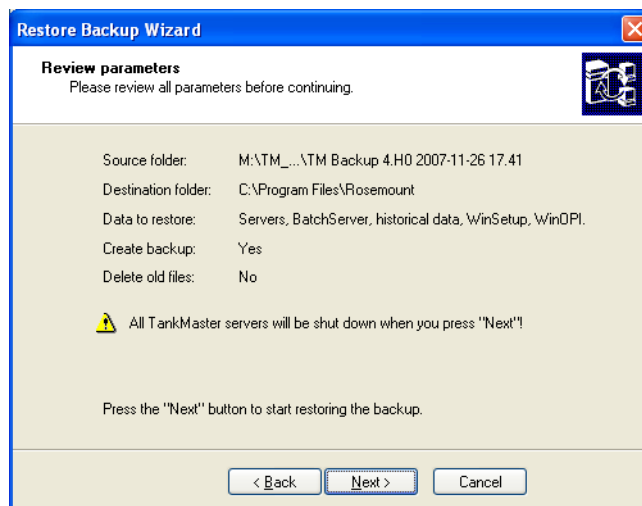 Restore Backup Wizard
Review parameters
Please review all parameters before continuing.
Source folder: M:\TM_...\TM Backup 4.H0 2007-11-26 17.41
Destination folder: C:\Program Files\Rosemount
Data to restore: Servers, BatchServer, historical data, WinSetup, WinOPI.
Create backup: Yes
Delete old files: No
All TankMaster servers will be shut down when you press "Next"!
Press the "Next" button to start restoring the backup.
< Back Next > Cancel